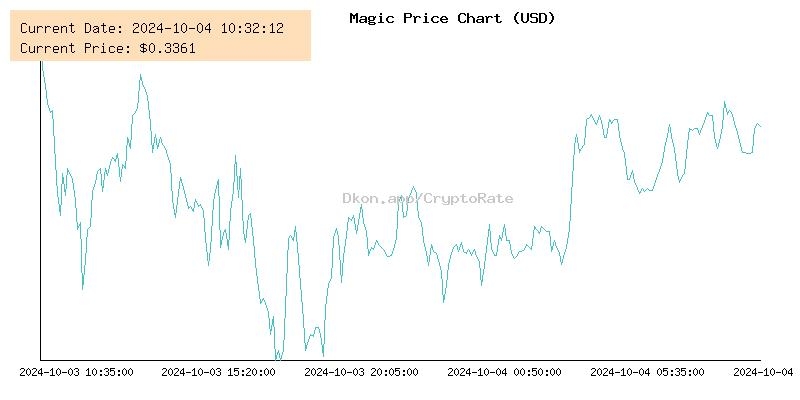 Magic Price Chart (USD)
Current Date: 2024-10-04 10:32:12
Current Price: $0.3361
Dkon.app/CryptoRate
2024-10-03 10:35:00 2024-10-03 15:20:00 2024-10-03 20:05:00 2024-10-04 00:50:00 2024-10-04 05:35:00 2024-10-04